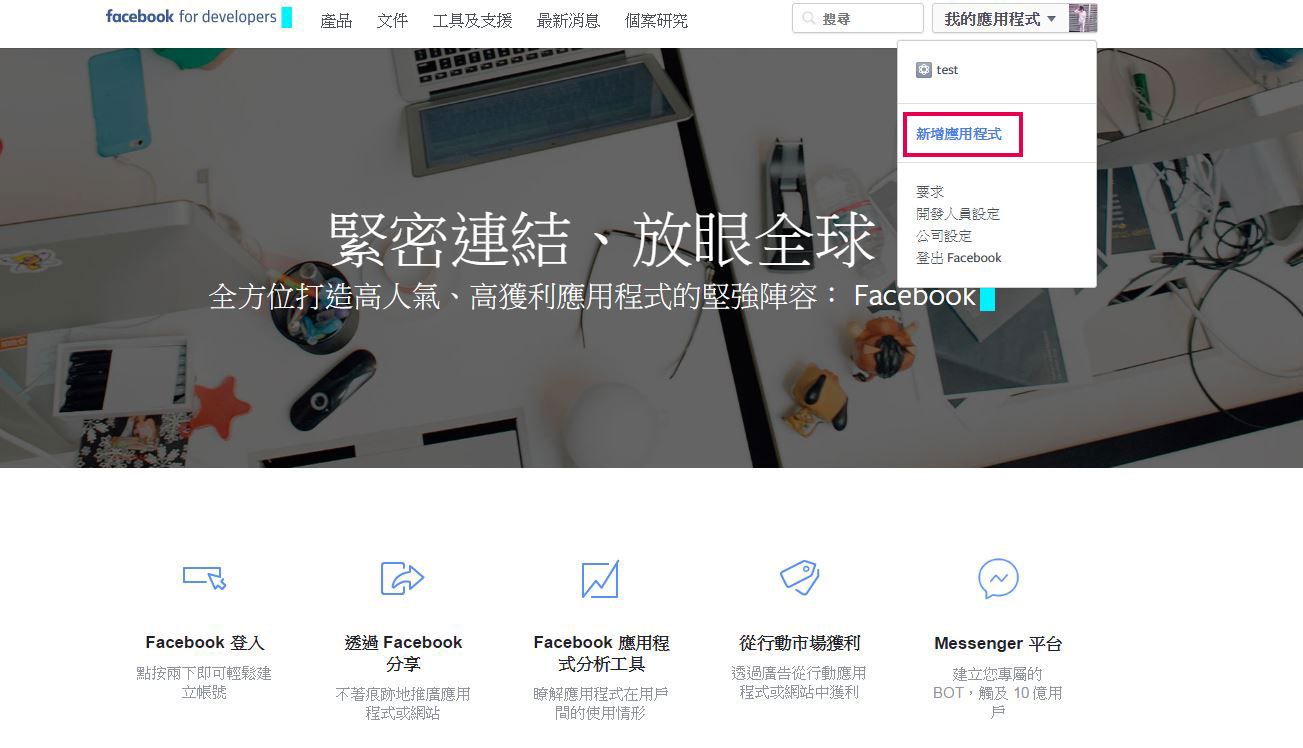 facebook for developers
產品 文件 工具及支援 最新消息 個案研究
搜尋
我的應用程式
test
新增應用程式
要求
開發人員設定
公司設定
登出 Facebook
緊密連結、放眼全球
全方位打造高人氣、高獲利應用程式的堅強陣容： Facebook
Facebook 登入
點按兩下即可輕鬆建
立帳號
透過 Facebook
分享
不著痕跡地推廣應用
程式或網站
Facebook 應用程
式分析工具
瞭解應用程式在用戶
間的使用情形
從行動市場獲利
透過廣告從行動應用
程式或網站中獲利
Messenger 平台
建立您專屬的
BOT，觸及 10 億用
戶